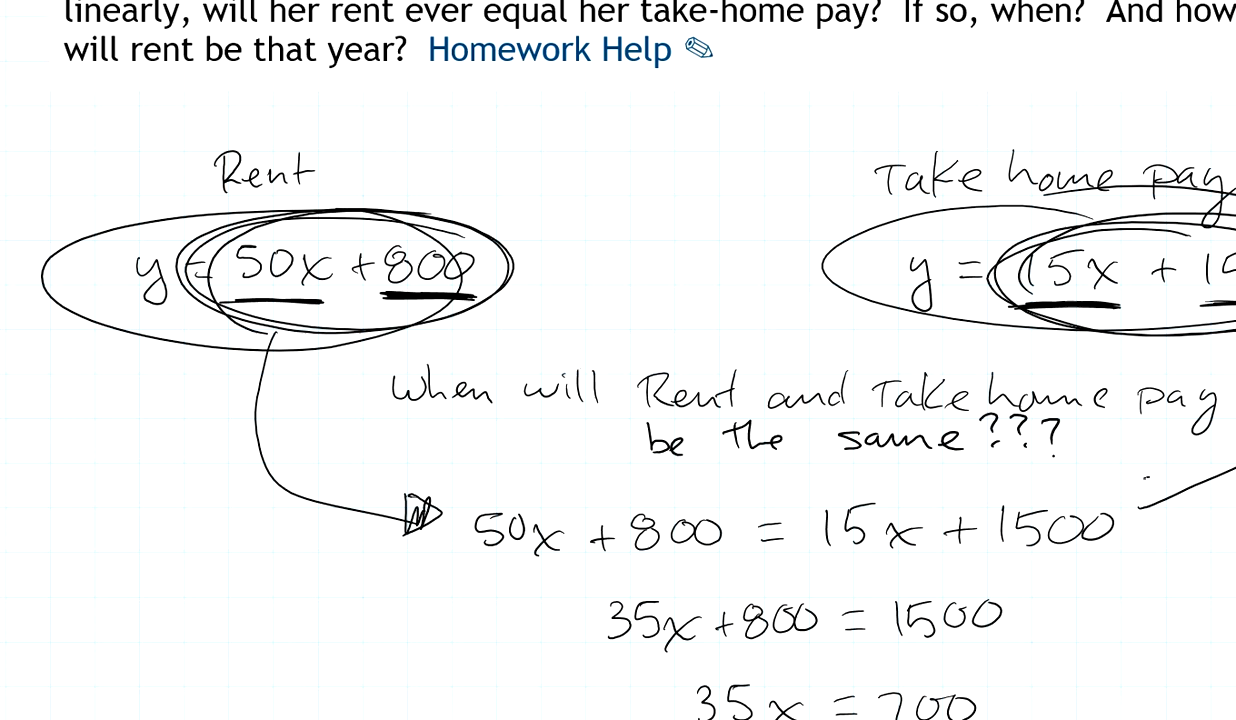 linearly, will her rent ever equal her take-home pay? If so, when? And how
will rent be that year? Homework Help
Rent
Take home pay
y = 50x + 800
y = 15x + 15
When will Rent and Take home pay
be the same???
50x + 800 = 15x + 1500
35x + 800 = 1500
35x = 700